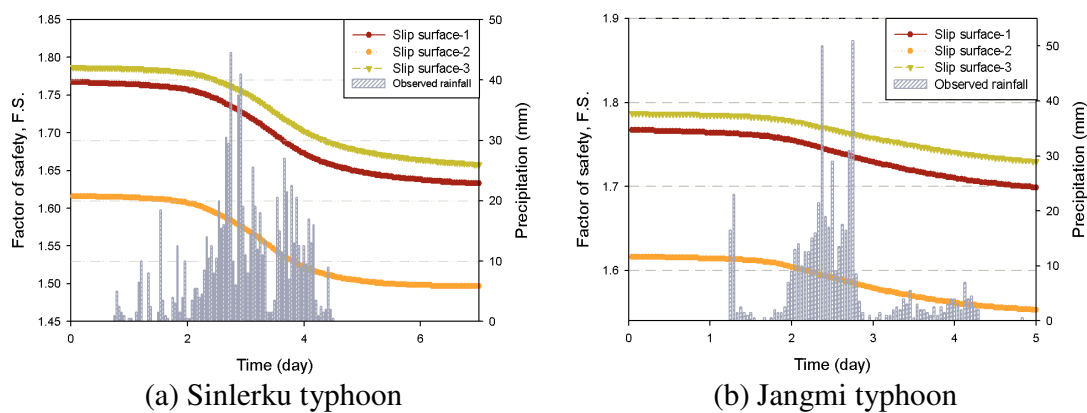 1.85
1.80
1.75
1.70
1.65
1.60
1.55
1.50
1.45
Factor of safety, F.S.
Slip surface-1
Slip surface-2
Slip surface-3
Observed rainfall
50
40
30
20
10
0
Precipitation (mm)
0 2 4 6
Time (day)
(a) Sinlerku typhoon
1.9
1.8
1.7
1.6
Factor of safety, F.S.
Slip surface-1
Slip surface-2
Slip surface-3
Observed rainfall
50
40
30
20
10
0
Precipitation (mm)
0 1 2 3 4 5
Time (day)
(b) Jangmi typhoon